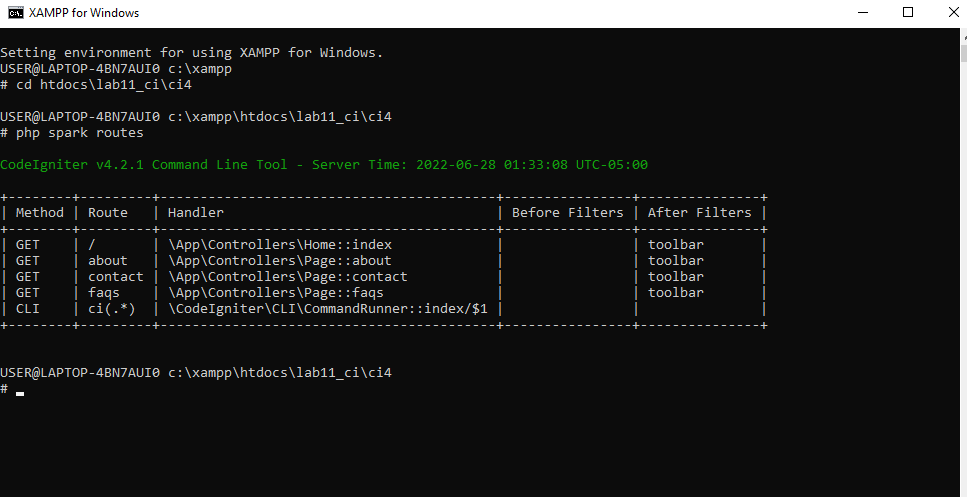 XAMPP for Windows
Setting environment for using XAMPP for Windows.
USER@LAPTOP-4BN7AUI0 c:\xampp
# cd htdocs\lab11_ci\ci4
USER@LAPTOP-4BN7AUI0 c:\xampp\htdocs\lab11_ci\ci4
# php spark routes
CodeIgniter v4.2.1 Command Line Tool - Server Time: 2022-06-28 01:33:08 UTC-05:00
+--------+---------+------------------------------------------+----------------+---------------+
| Method | Route   | Handler                                  | Before Filters | After Filters |
+--------+---------+------------------------------------------+----------------+---------------+
| GET    | /       | \App\Controllers\Home::index             |                | toolbar       |
| GET    | about   | \App\Controllers\Page::about             |                | toolbar       |
| GET    | contact | \App\Controllers\Page::contact           |                | toolbar       |
| GET    | faqs    | \App\Controllers\Page::faqs              |                | toolbar       |
| CLI    | ci(.*)  | \CodeIgniter\CLI\CommandRunner::index/$1 |                |               |
+--------+---------+------------------------------------------+----------------+---------------+
USER@LAPTOP-4BN7AUI0 c:\xampp\htdocs\lab11_ci\ci4
#